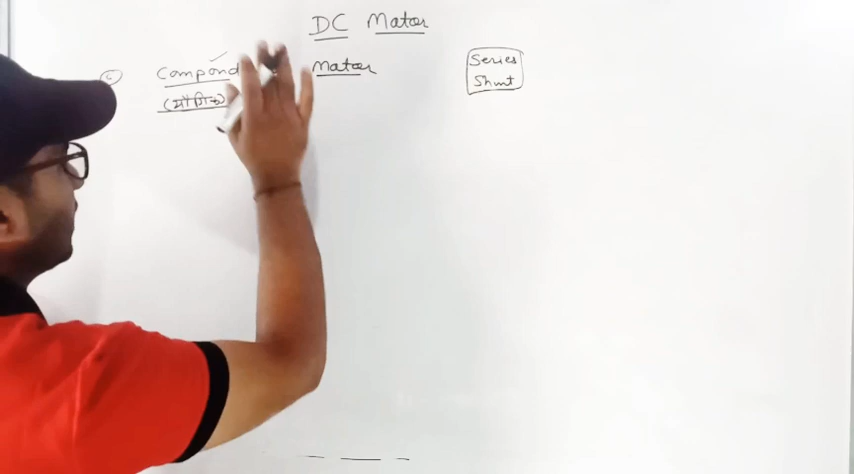 DC Motor
Compond Motor
(यौगिक)
Series
Shunt